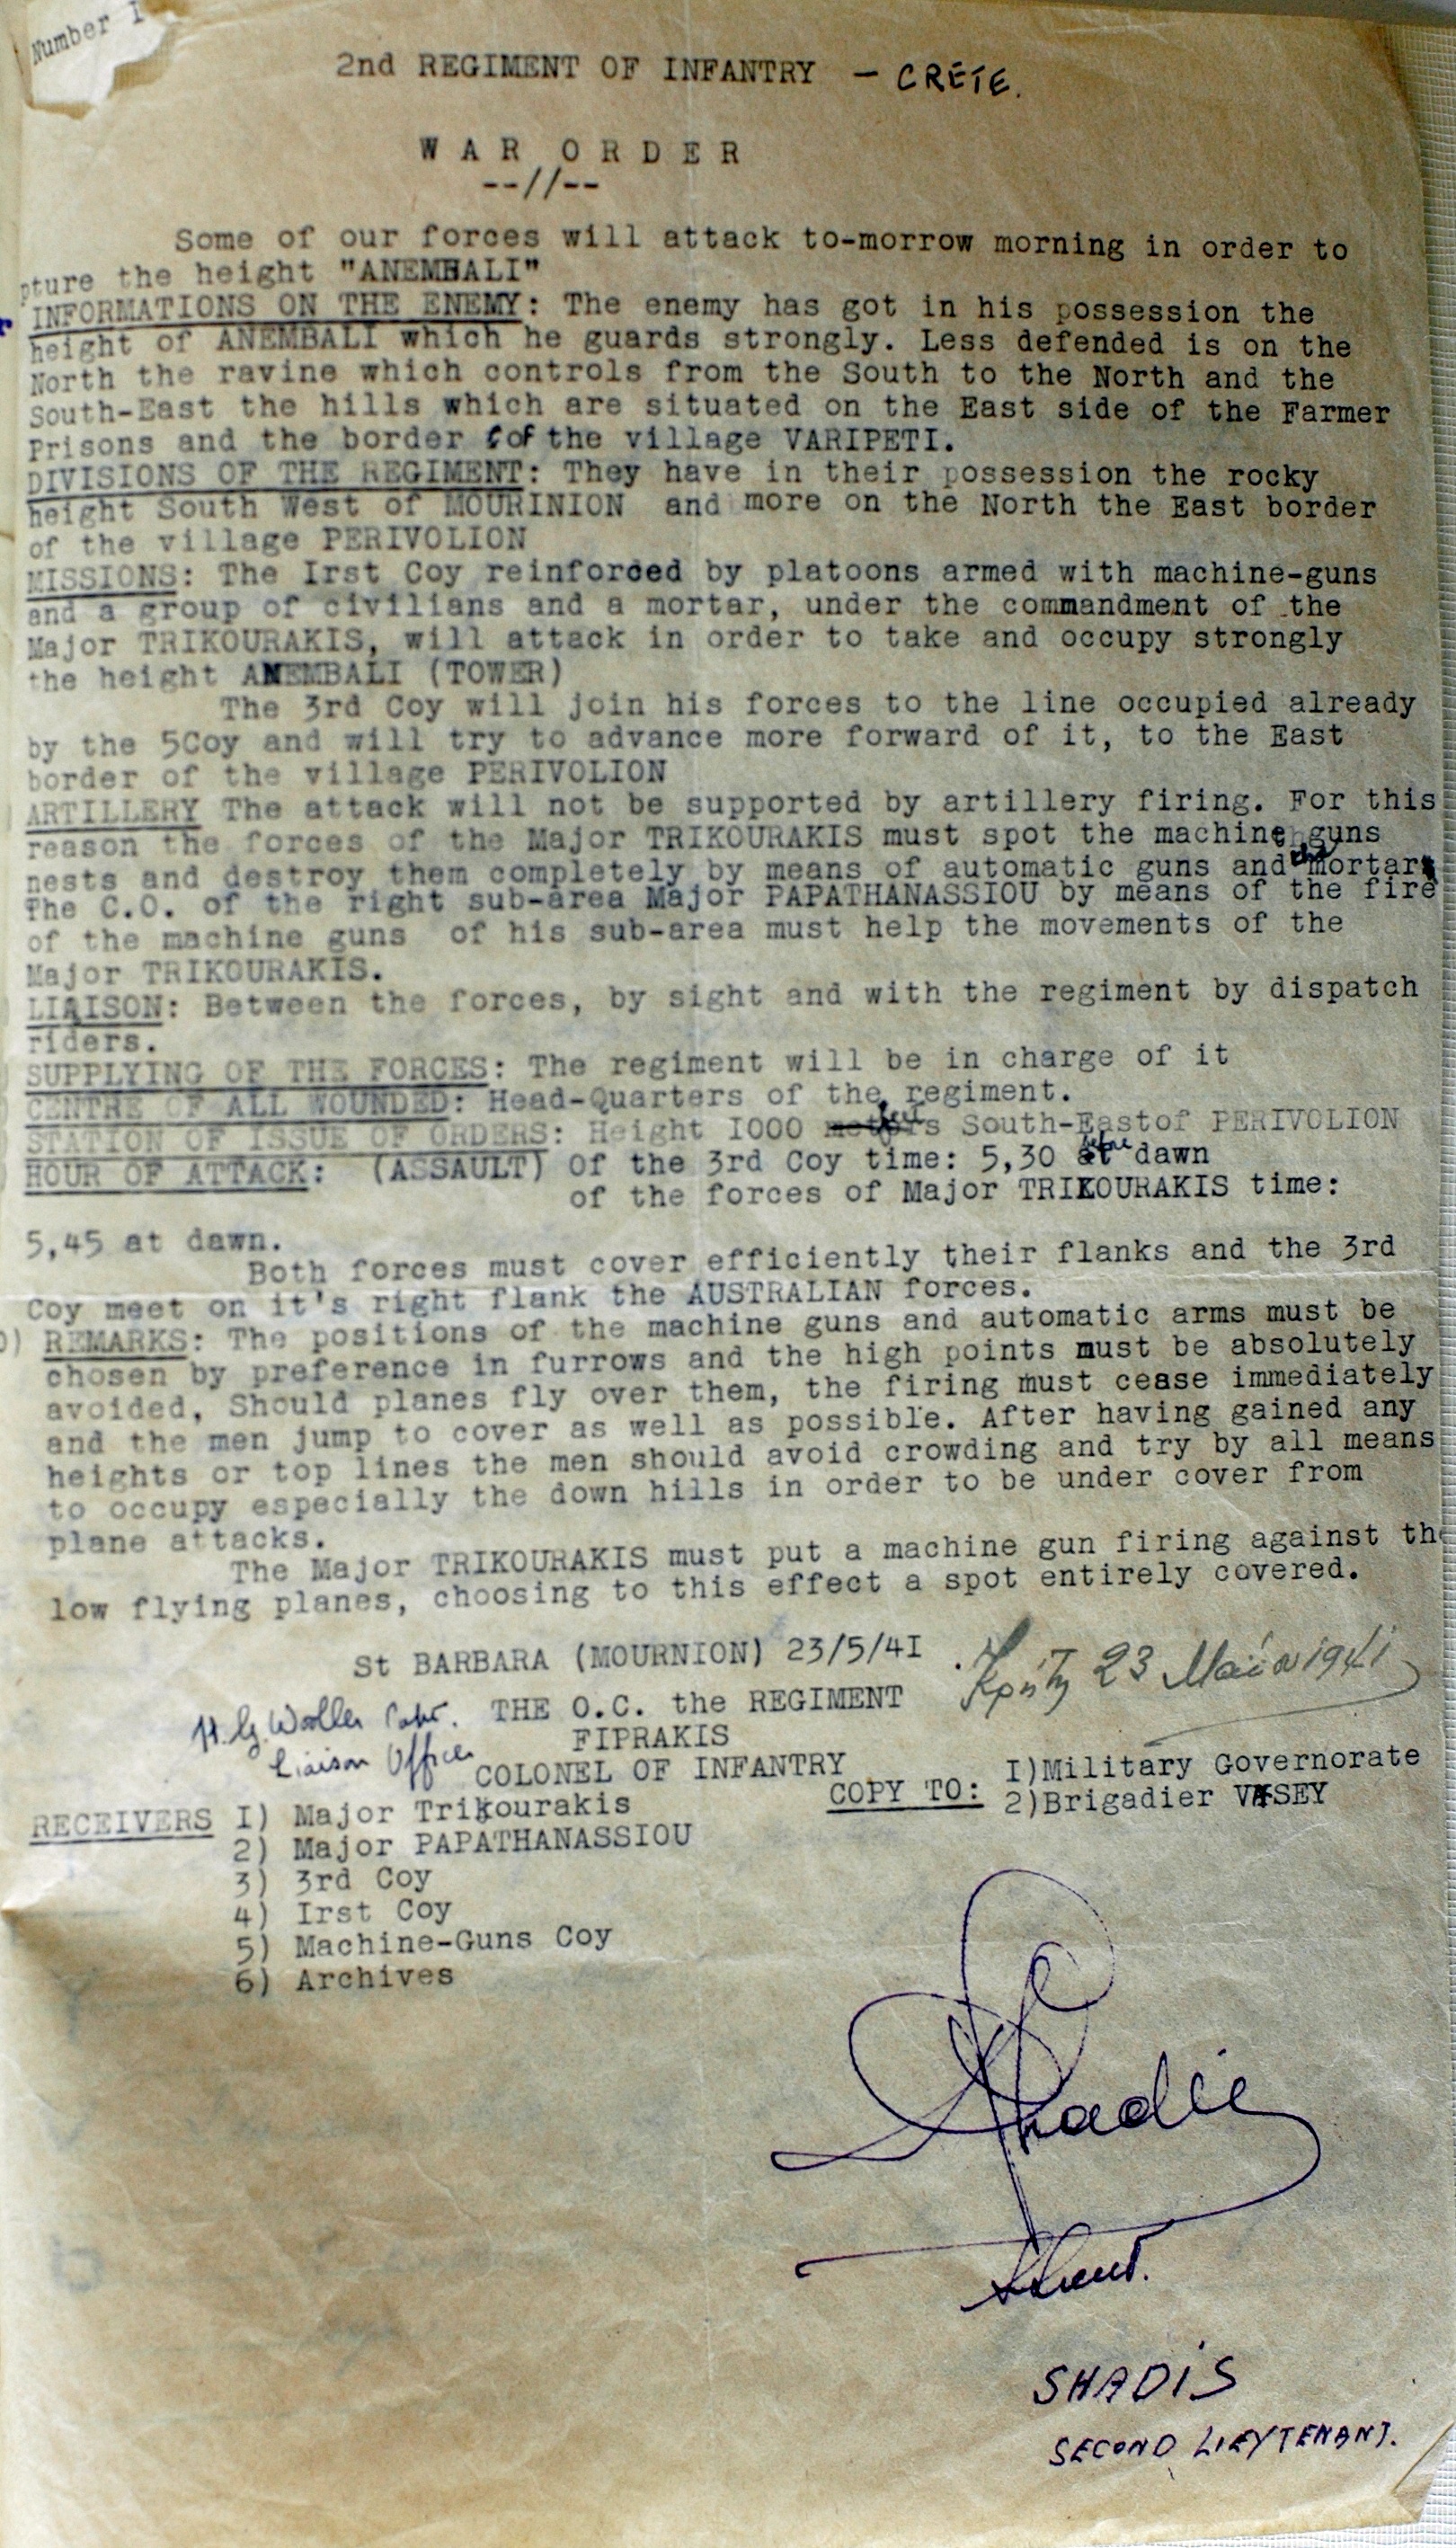 Number I
2nd REGIMENT OF INFANTRY - CRETE.
WAR ORDER
--//--
Some of our forces will attack to-morrow morning in order to
pture the height "ANEMBALI"
INFORMATIONS ON THE ENEMY: The enemy has got in his possession the
height of ANEMBALI which he guards strongly. Less defended is on the
North the ravine which controls from the South to the North and the
South-East the hills which are situated on the East side of the Farmer
Prisons and the border of the village VARIPETI.
DIVISIONS OF THE REGIMENT: They have in their possession the rocky
height South West of MOURINION and more on the North the East border
of the village PERIVOLION
MISSIONS: The Irst Coy reinforced by platoons armed with machine-guns
and a group of civilians and a mortar, under the commandment of the
Major TRIKOURAKIS, will attack in order to take and occupy strongly
the height ANEMBALI (TOWER)
The 3rd Coy will join his forces to the line occupied already
by the 5Coy and will try to advance more forward of it, to the East
border of the village PERIVOLION
ARTILLERY The attack will not be supported by artillery firing. For this
reason the forces of the Major TRIKOURAKIS must spot the machine guns
nests and destroy them completely by means of automatic guns and the mortar
The C.O. of the right sub-area Major PAPATHANASSIOU by means of the fire
of the machine guns of his sub-area must help the movements of the
Major TRIKOURAKIS.
LIAISON: Between the forces, by sight and with the regiment by dispatch
riders.
SUPPLYING OF THE FORCES: The regiment will be in charge of it
CENTRE OF ALL WOUNDED: Head-Quarters of the regiment.
STATION OF ISSUE OF ORDERS: Height I000 South-Eastof PERIVOLION
HOUR OF ATTACK: (ASSAULT) of the 3rd Coy time: 5,30 before dawn
of the forces of Major TRIKOURAKIS time:
5,45 at dawn.
Both forces must cover efficiently their flanks and the 3rd
Coy meet on it's right flank the AUSTRALIAN forces.
) REMARKS: The positions of the machine guns and automatic arms must be
chosen by preference in furrows and the high points must be absolutely
avoided, Should planes fly over them, the firing must cease immediately
and the men jump to cover as well as possible. After having gained any
heights or top lines the men should avoid crowding and try by all means
to occupy especially the down hills in order to be under cover from
plane attacks.
The Major TRIKOURAKIS must put a machine gun firing against the
low flying planes, choosing to this effect a spot entirely covered.
St BARBARA (MOURNION) 23/5/4I
Κρήτη 23 Μαίου 1941
H.G. Woller Capt.
Liaison Officer
THE O.C. the REGIMENT
FIPRAKIS
COLONEL OF INFANTRY
COPY TO: I)Military Governorate
2)Brigadier VASEY
RECEIVERS I) Major Trikourakis
2) Major PAPATHANASSIOU
3) 3rd Coy
4) Irst Coy
5) Machine-Guns Coy
6) Archives
SHADIS
SECOND LIEYTENANT.